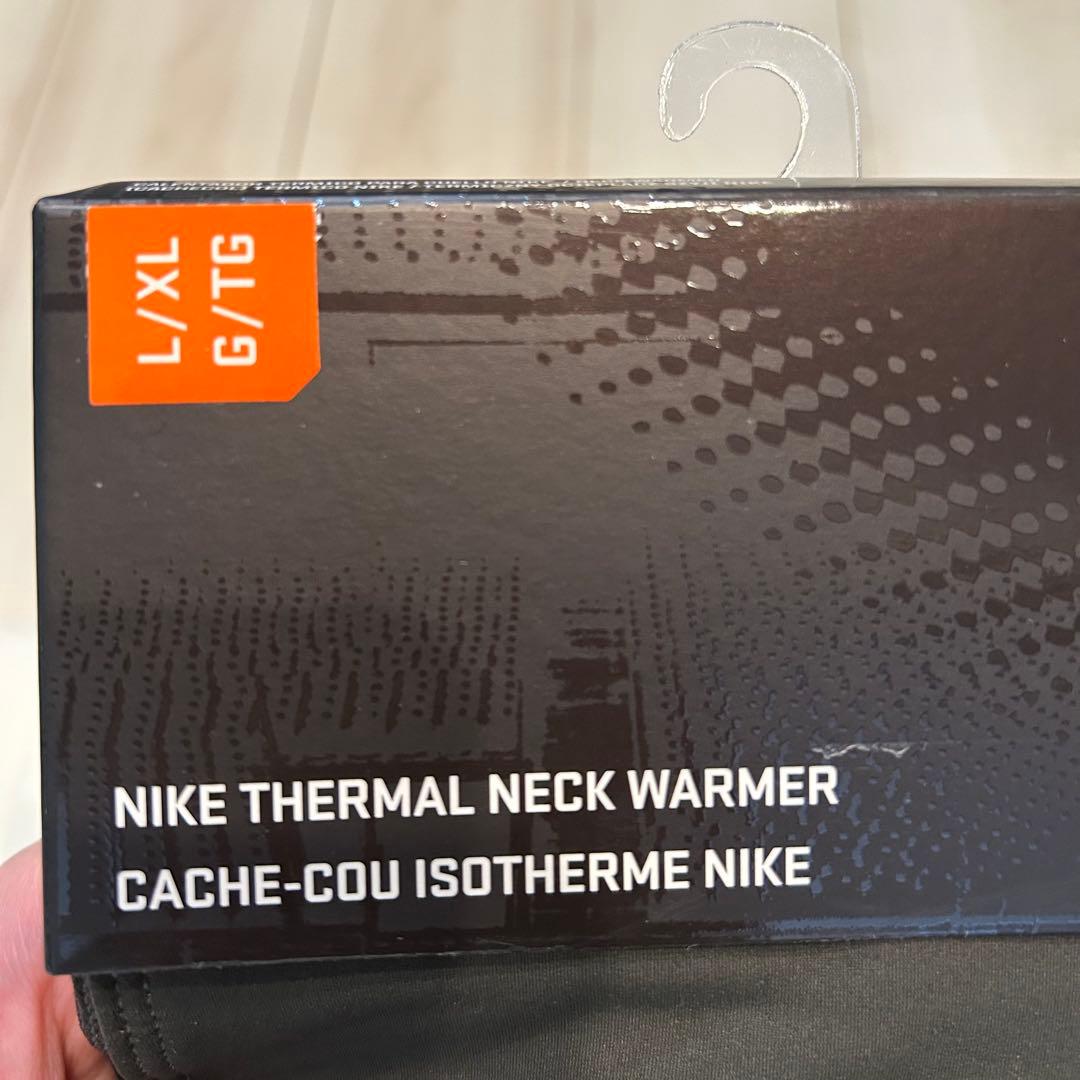 L/XL
G/TG
NIKE THERMAL NECK WARMER
CACHE-COU ISOTHERME NIKE